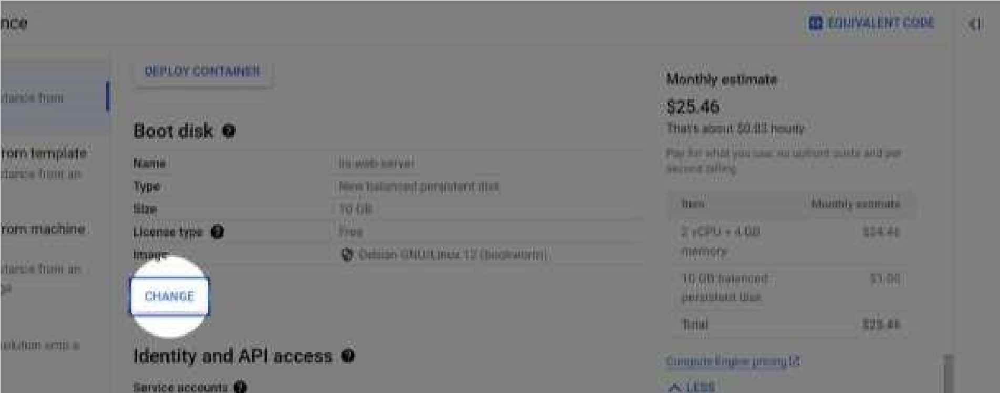 nce
EQUIVALENT CODE
DEPLOY CONTAINER
stance from
Monthly estimate
$25.46
That's about $0.03 hourly
Pay for what you use: no upfront costs and per
second billing
Boot disk
rom template
stance from an
Name
iis-web-server
Type
New balanced persistent disk
Size
10 GB
License type
Free
Image
Debian GNU/Linux 12 (bookworm)
rom machine
stance from an
ge
CHANGE
Item Monthly estimate
2 vCPU + 4 GB $24.46
memory
10 GB balanced $1.00
persistent disk
Total $25.46
solution onto a
Identity and API access
Compute Engine pricing
Service accounts
LESS